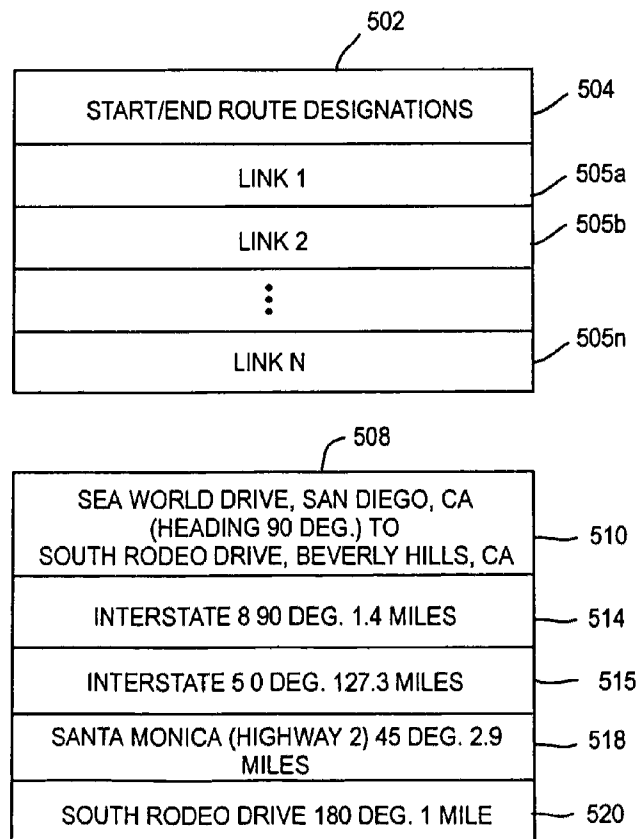 502
START/END ROUTE DESIGNATIONS
504
LINK 1
505a
LINK 2
505b
LINK N
505n
508
SEA WORLD DRIVE, SAN DIEGO, CA
(HEADING 90 DEG.) TO
SOUTH RODEO DRIVE, BEVERLY HILLS, CA
510
INTERSTATE 8 90 DEG. 1.4 MILES
514
INTERSTATE 5 0 DEG. 127.3 MILES
515
SANTA MONICA (HIGHWAY 2) 45 DEG. 2.9
MILES
518
SOUTH RODEO DRIVE 180 DEG. 1 MILE
520